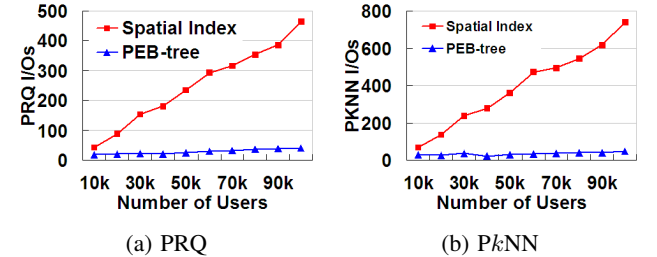 500
400
300
200
100
0
PRQ I/Os
Spatial Index
PEB-tree
10k 30k 50k 70k 90k
Number of Users
(a) PRQ
800
600
400
200
0
PKNN I/Os
Spatial Index
PEB-tree
10k 30k 50k 70k 90k
Number of Users
(b) PkNN